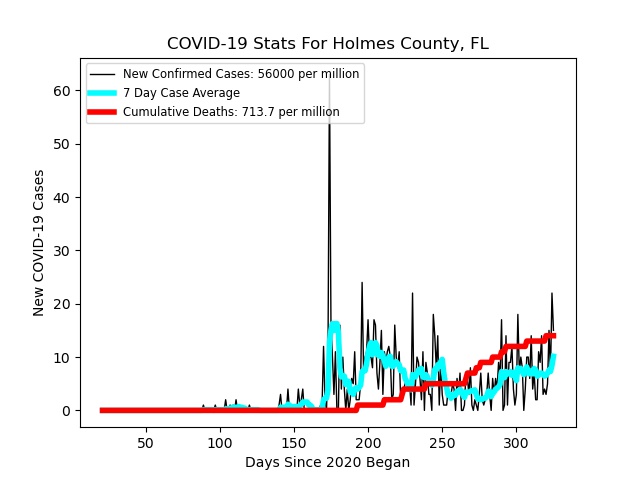 COVID-19 Stats For Holmes County, FL
New Confirmed Cases: 56000 per million
7 Day Case Average
Cumulative Deaths: 713.7 per million
New COVID-19 Cases
60
50
40
30
20
10
0
50 100 150 200 250 300
Days Since 2020 Began